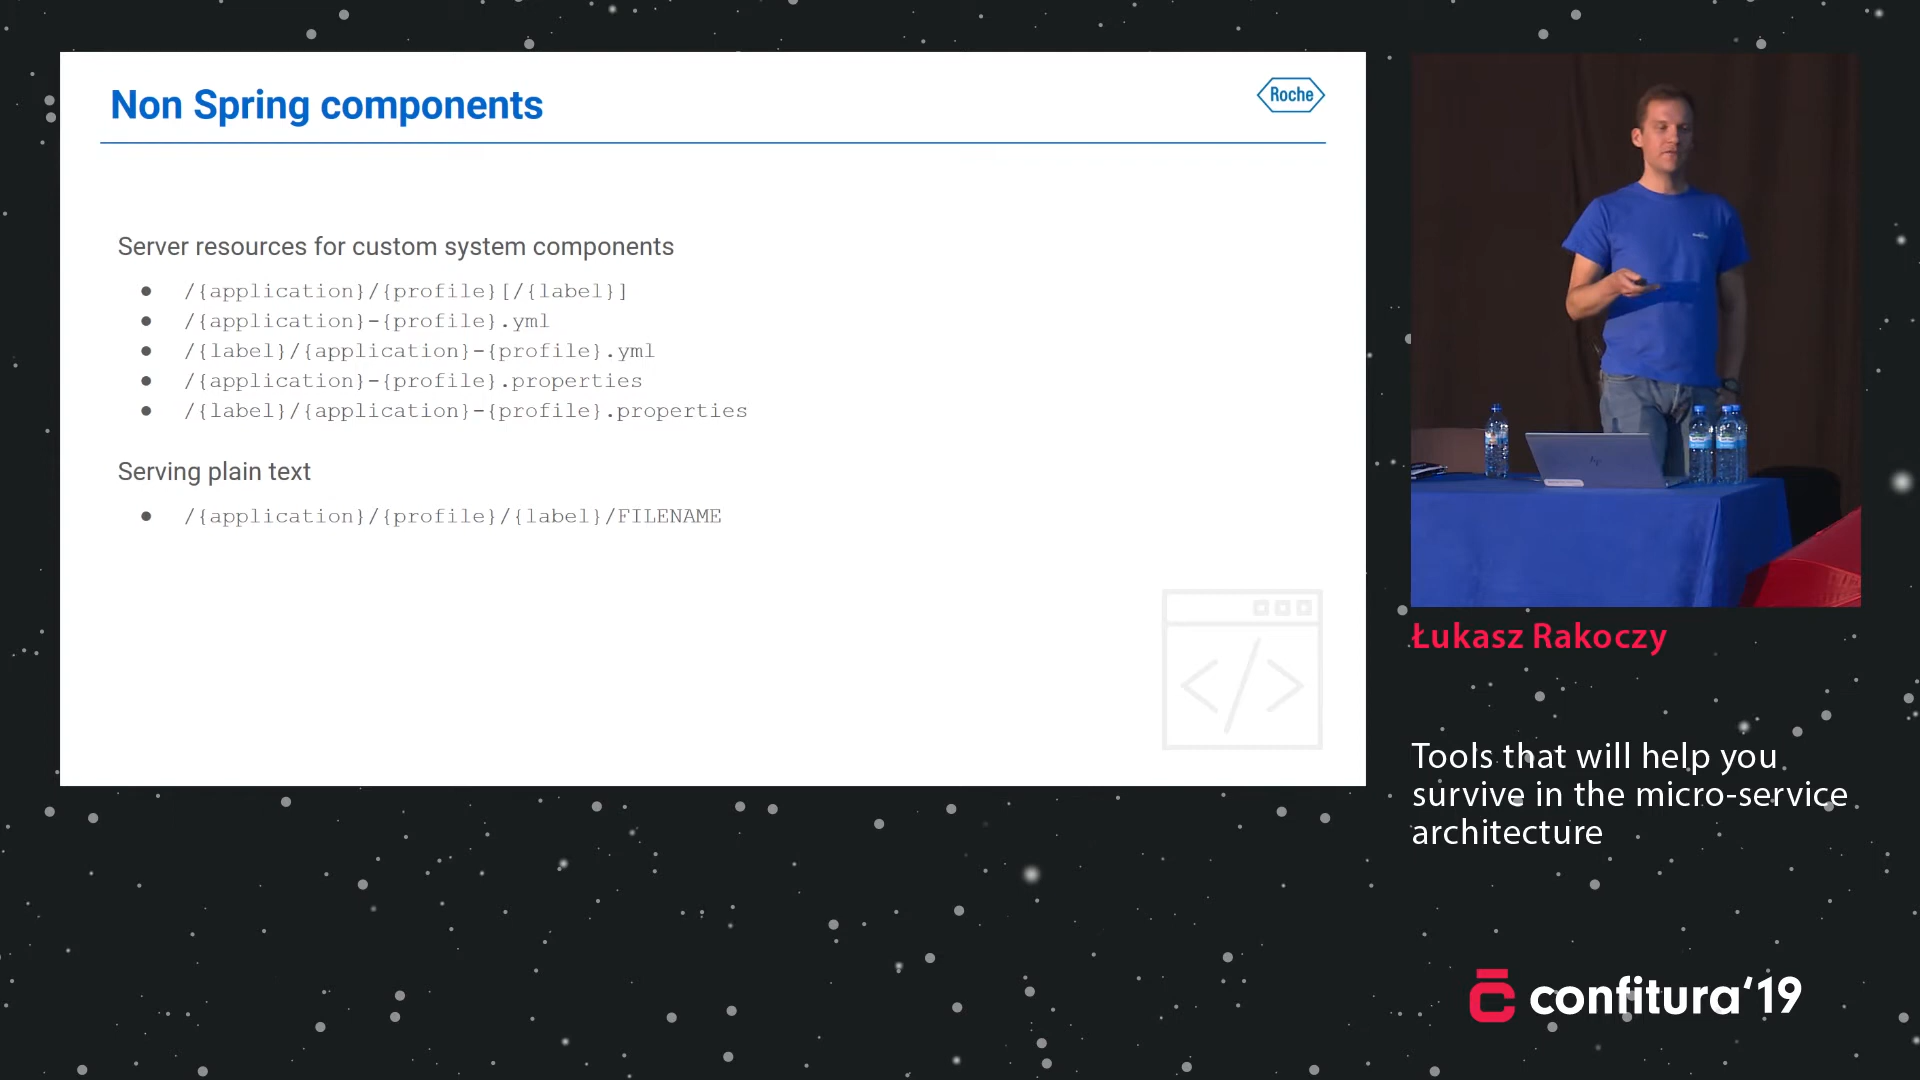 Non Spring components
Roche
Server resources for custom system components
● /{application}/{profile}[/{label}]
● /{application}-{profile}.yml
● /{label}/{application}-{profile}.yml
● /{application}-{profile}.properties
● /{label}/{application}-{profile}.properties
Serving plain text
● /{application}/{profile}/{label}/FILENAME
</>
Łukasz Rakoczy
Tools that will help you
survive in the micro-service
architecture
confitura‘19